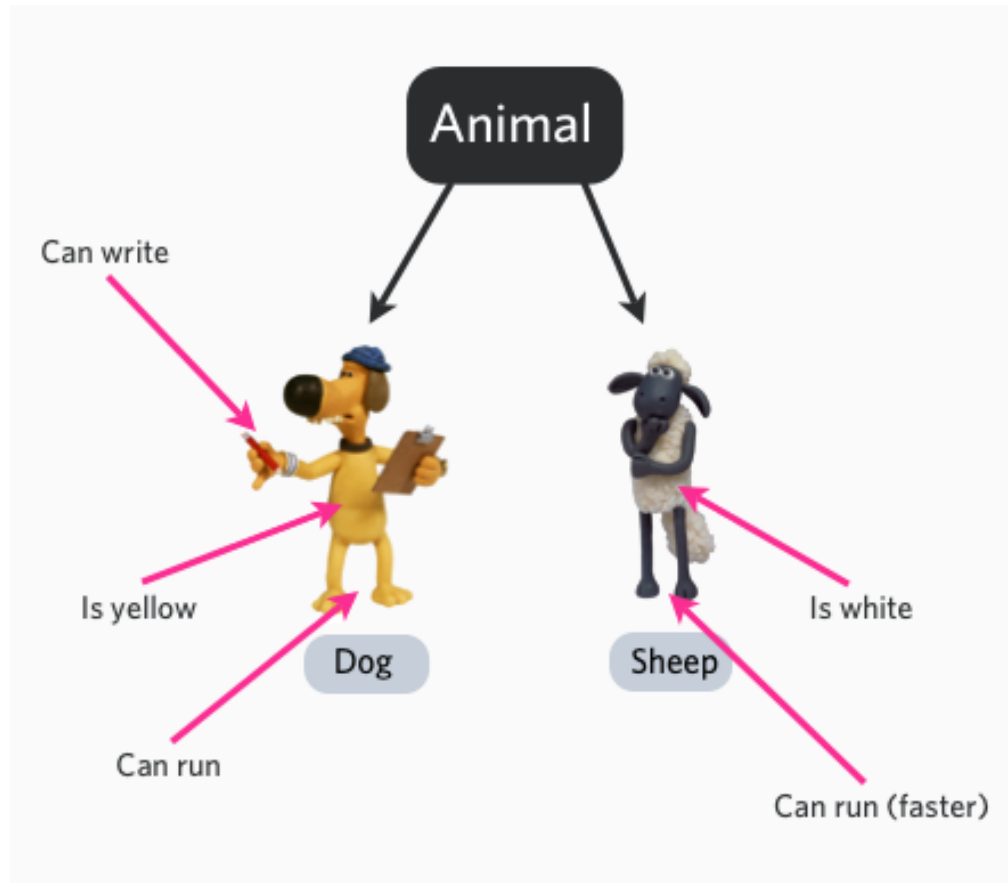 Animal
Can write
Is yellow
Is white
Dog
Sheep
Can run
Can run (faster)